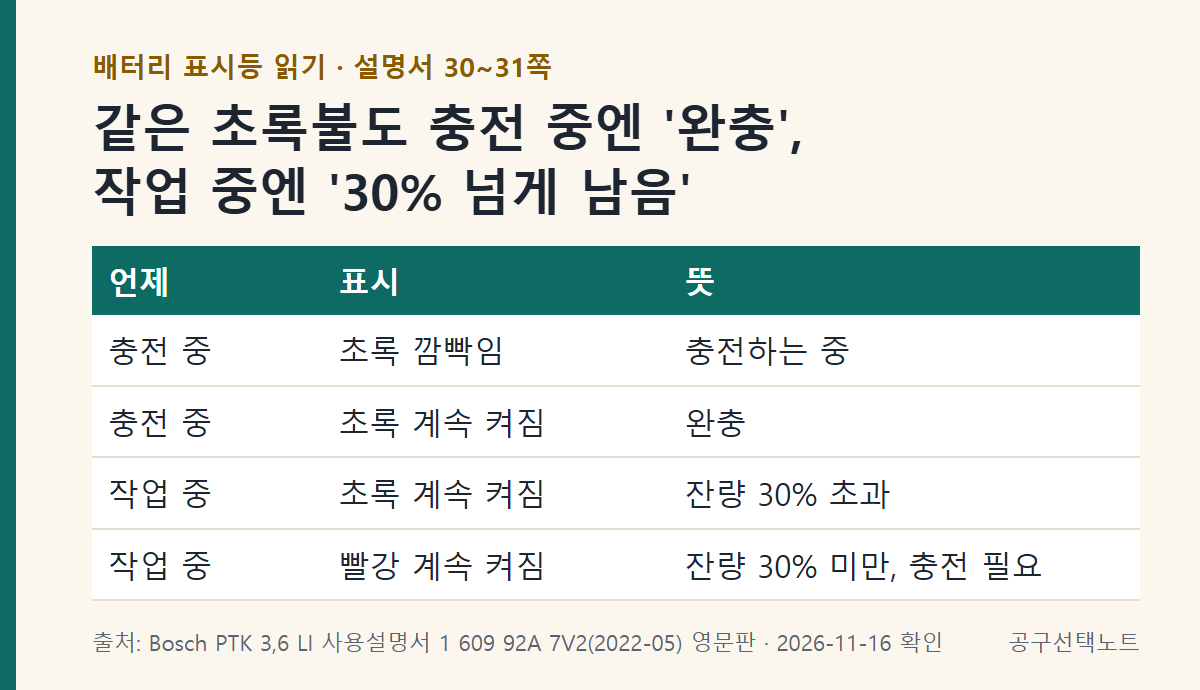 배터리 표시등 읽기 · 설명서 30~31쪽
같은 초록불도 충전 중엔 '완충',
작업 중엔 '30% 넘게 남음'
언제 표시 뜻
충전 중 초록 깜빡임 충전하는 중
충전 중 초록 계속 켜짐 완충
작업 중 초록 계속 켜짐 잔량 30% 초과
작업 중 빨강 계속 켜짐 잔량 30% 미만, 충전 필요
출처: Bosch PTK 3,6 LI 사용설명서 1 609 92A 7V2(2022-05) 영문판 · 2026-11-16 확인 공구선택노트